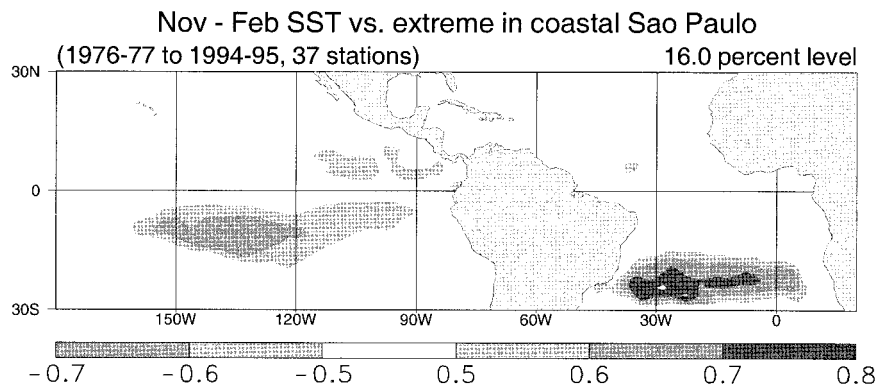 Nov - Feb SST vs. extreme in coastal Sao Paulo
(1976-77 to 1994-95, 37 stations) 16.0 percent level
30N
0
30S
150W 120W 90W 60W 30W 0
-0.7 -0.6 -0.5 0.5 0.6 0.7 0.8